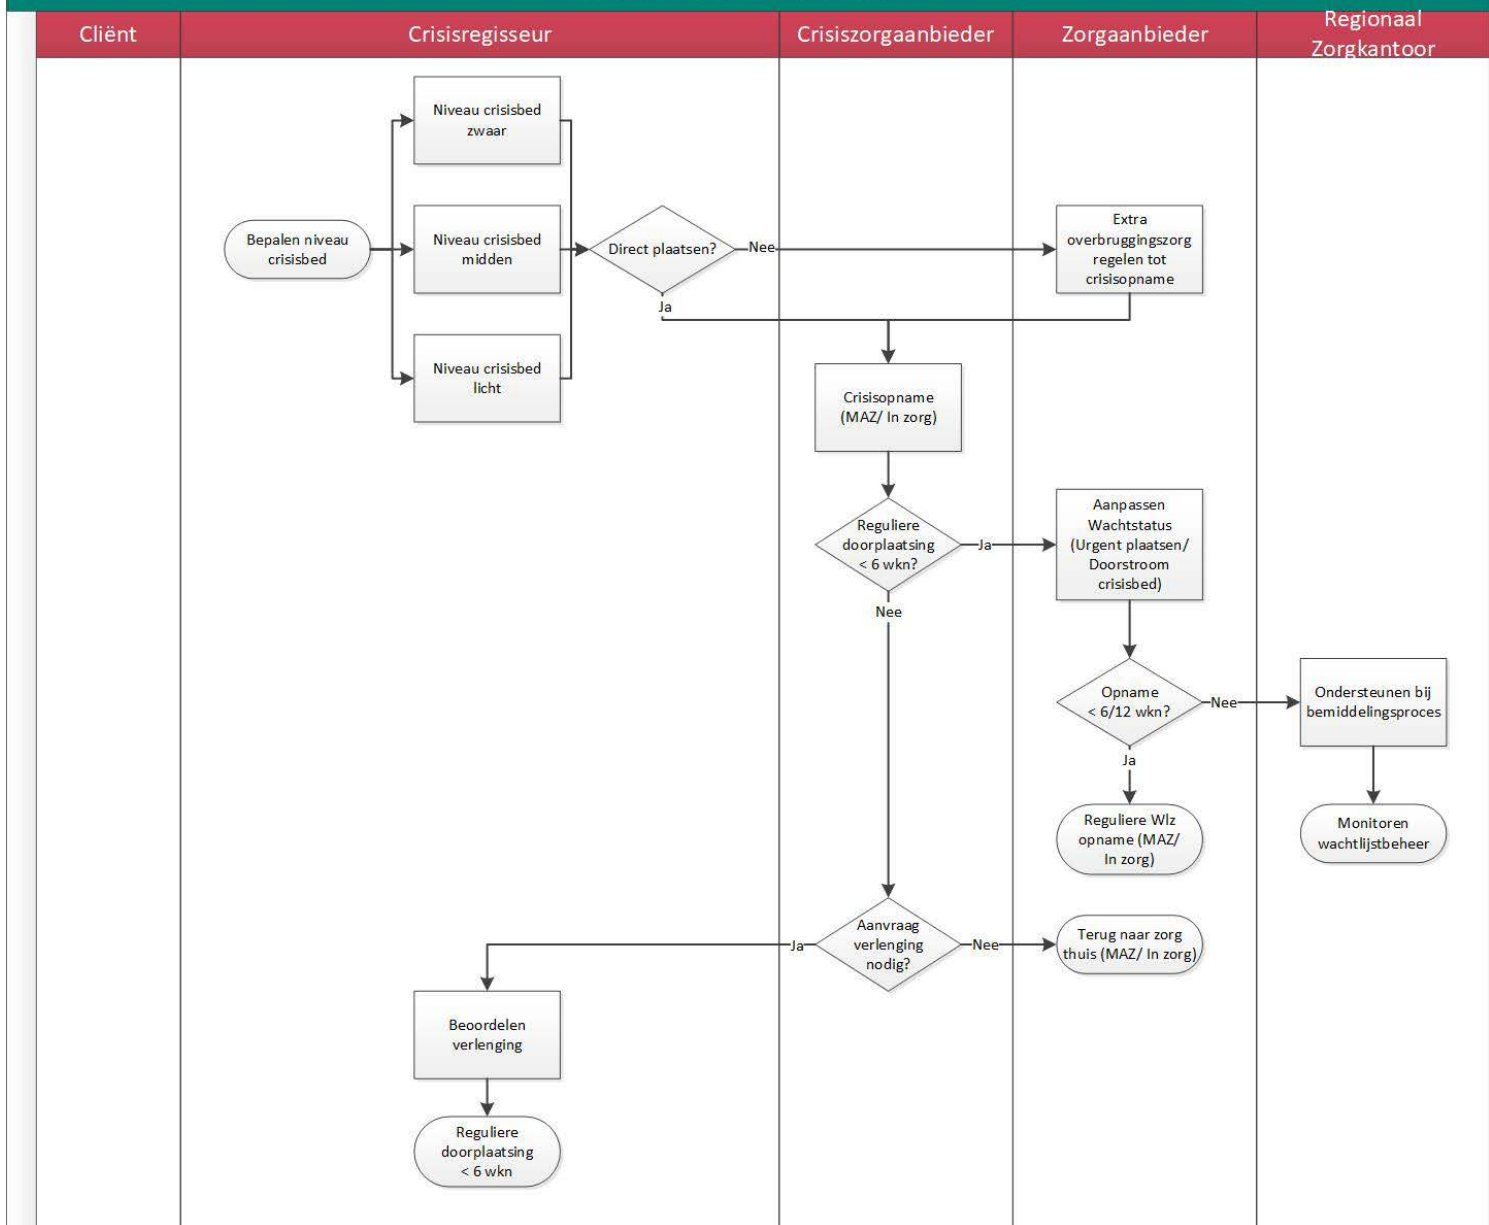 Cliënt
Crisisregisseur
Crisiszorgaanbieder
Zorgaanbieder
Regionaal
Zorgkantoor
Niveau crisisbed
zwaar
Bepalen niveau
crisisbed
Niveau crisisbed
midden
Direct plaatsen?
Nee
Extra
overbruggingszorg
regelen tot
crisisopname
Ja
Niveau crisisbed
licht
Crisisopname
(MAZ/ In zorg)
Reguliere
doorplaatsing
< 6 wkn?
Ja
Aanpassen
Wachtstatus
(Urgent plaatsen/
Doorstroom
crisisbed)
Nee
Opname
< 6/12 wkn?
Nee
Ondersteunen bij
bemiddelingsproces
Ja
Reguliere Wlz
opname (MAZ/
In zorg)
Monitoren
wachtlijstbeheer
Aanvraag
verlenging
nodig?
Ja
Nee
Terug naar zorg
thuis (MAZ/ In zorg)
Beoordelen
verlenging
Reguliere
doorplaatsing
< 6 wkn